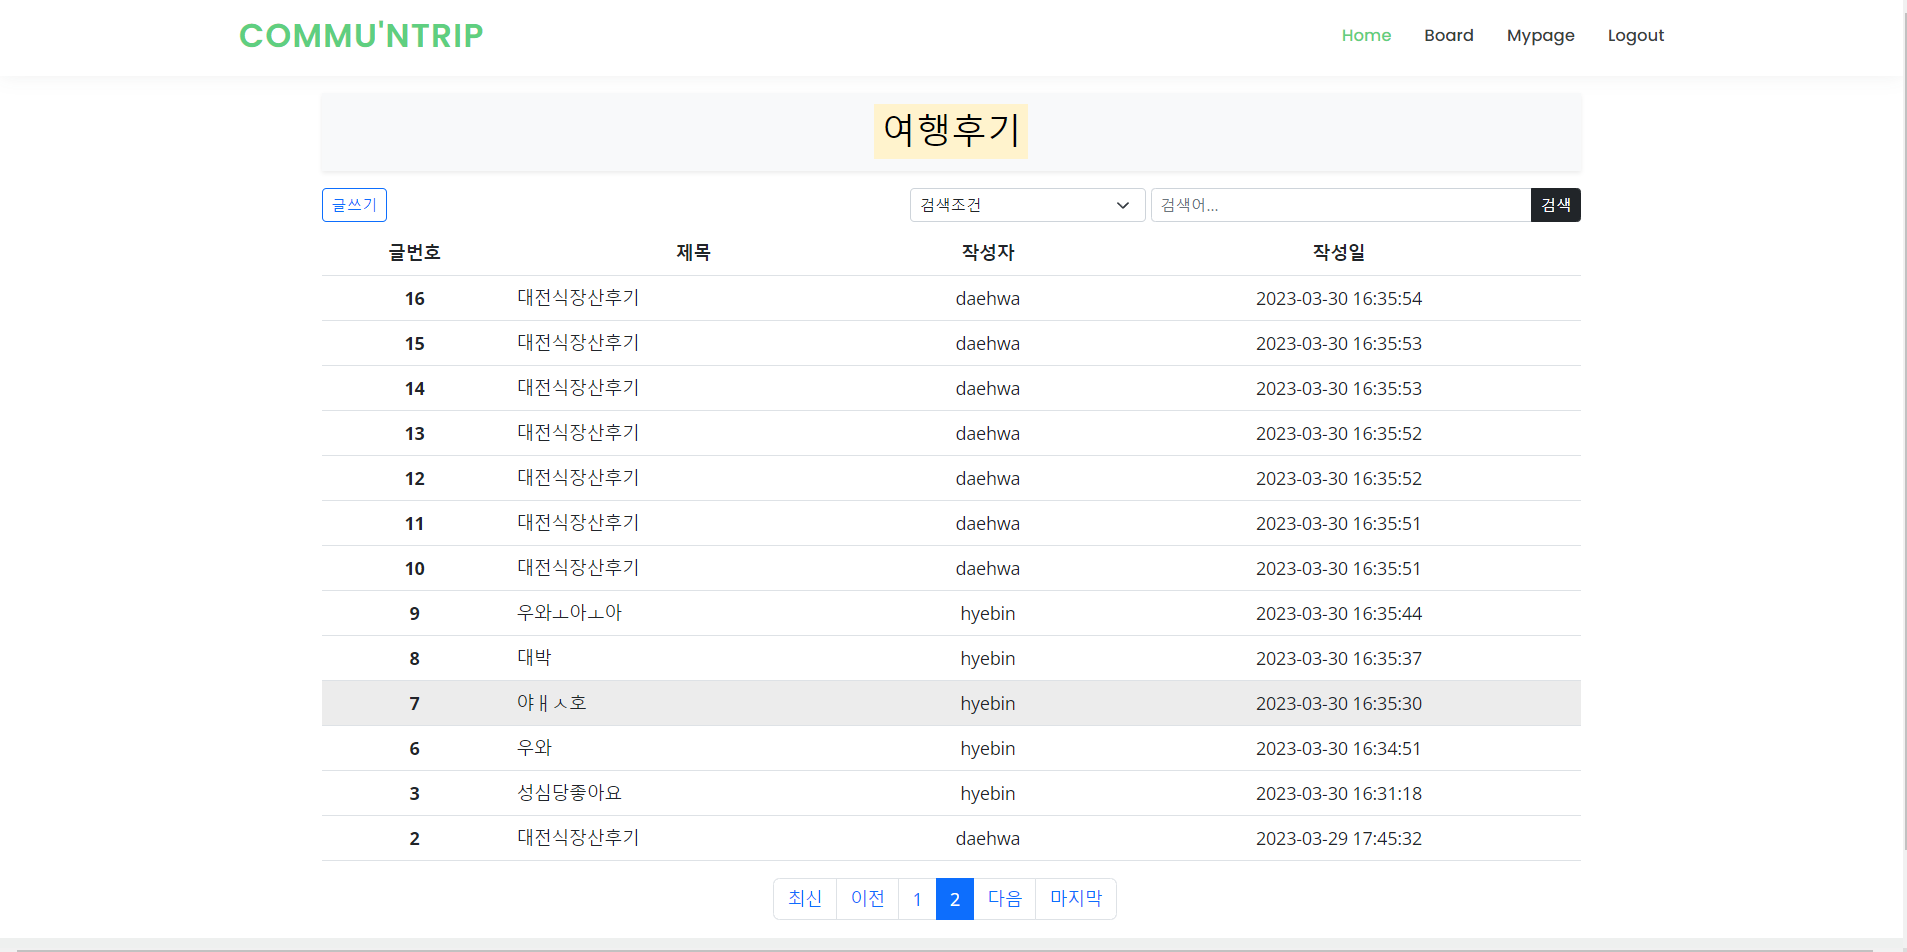 COMMU'NTRIP Home Board Mypage Logout
여행후기
글쓰기 검색조건 검색어... 검색
글번호 제목 작성자 작성일
16 대전식장산후기 daehwa 2023-03-30 16:35:54
15 대전식장산후기 daehwa 2023-03-30 16:35:53
14 대전식장산후기 daehwa 2023-03-30 16:35:53
13 대전식장산후기 daehwa 2023-03-30 16:35:52
12 대전식장산후기 daehwa 2023-03-30 16:35:52
11 대전식장산후기 daehwa 2023-03-30 16:35:51
10 대전식장산후기 daehwa 2023-03-30 16:35:51
9 우와ㅗ아ㅗ아 hyebin 2023-03-30 16:35:44
8 대박 hyebin 2023-03-30 16:35:37
7 야ㅐㅅ호 hyebin 2023-03-30 16:35:30
6 우와 hyebin 2023-03-30 16:34:51
3 성심당좋아요 hyebin 2023-03-30 16:31:18
2 대전식장산후기 daehwa 2023-03-29 17:45:32
최신 이전 1 2 다음 마지막